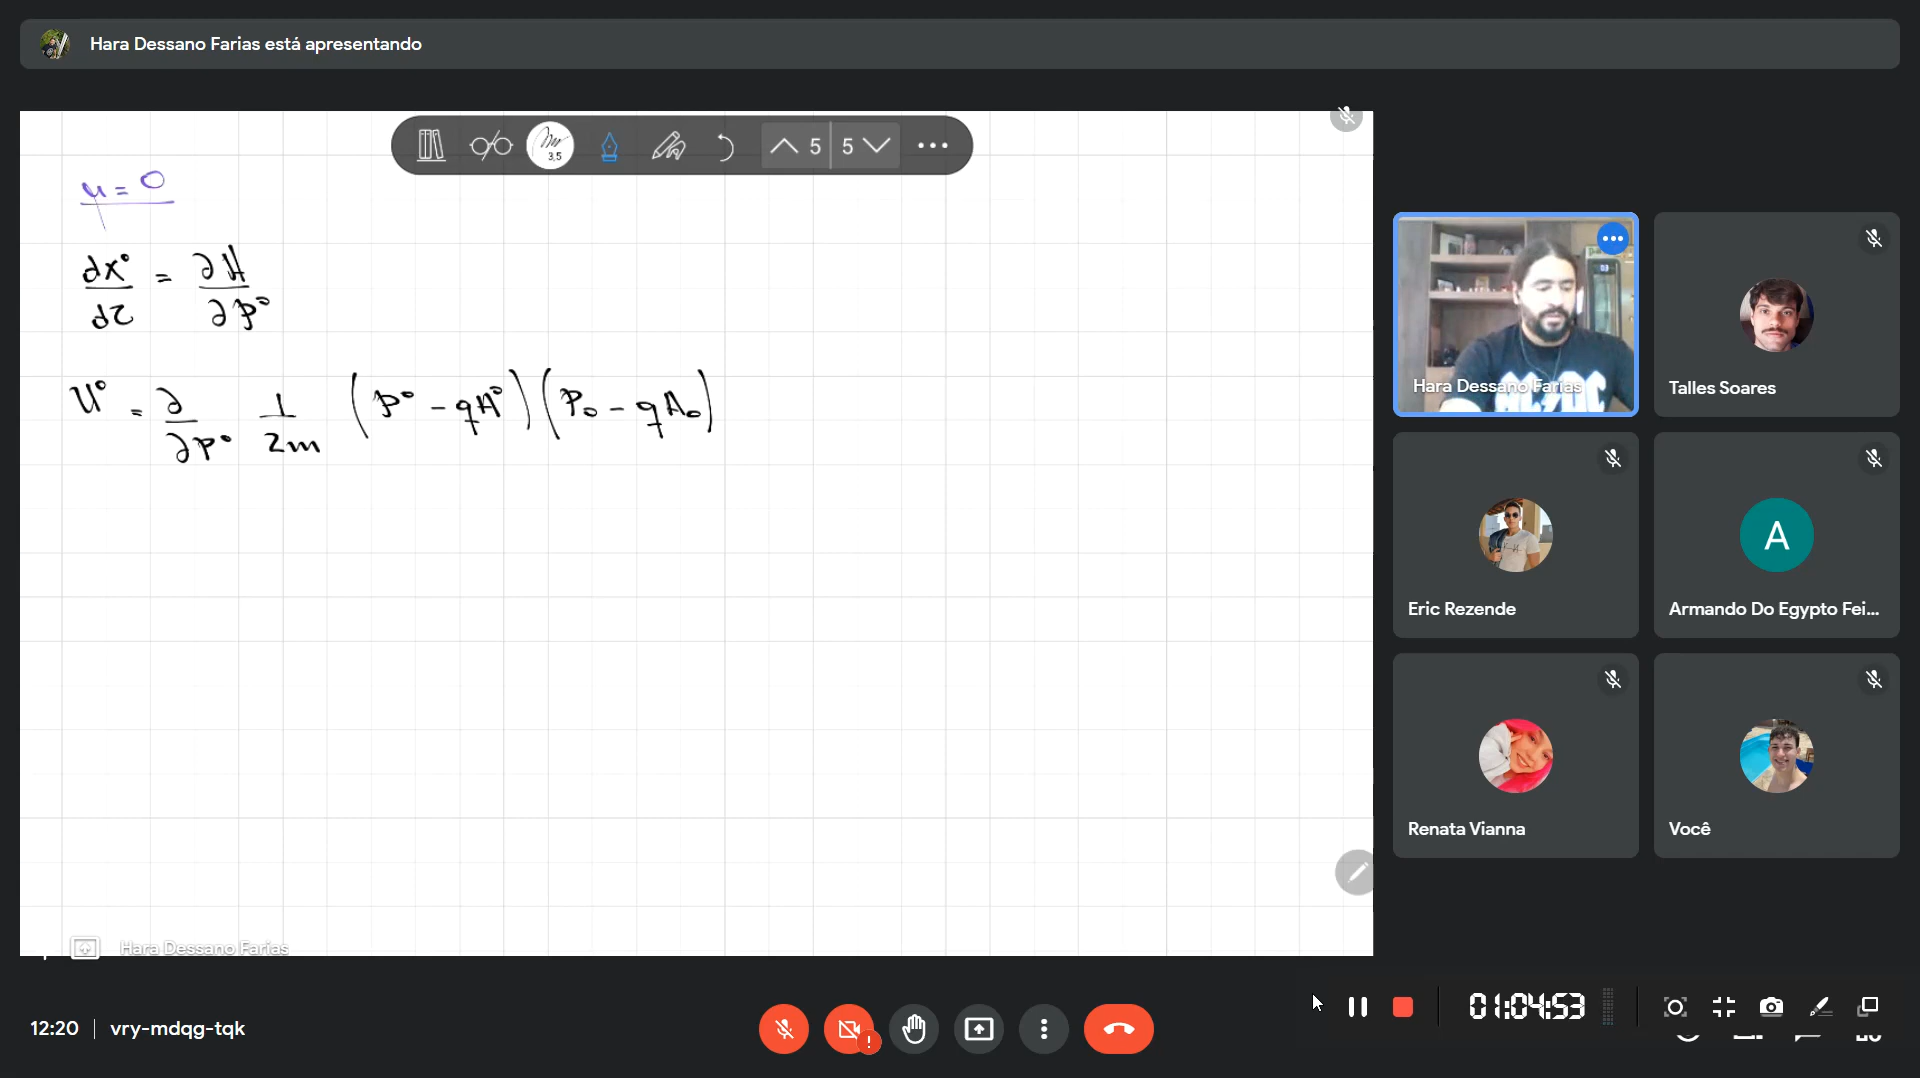 Hara Dessano Farias está apresentando
3,5
5 5
μ = 0
dx⁰/dτ = ∂H/∂p⁰
U⁰ = ∂/∂p⁰ 1/2m (p⁰ - qA⁰)(p₀ - qA₀)
Hara Dessano Farias
Talles Soares
Eric Rezende
A
Armando Do Egypto Fei...
Renata Vianna
Você
Hara Dessano Farias
12:20 | vry-mdqg-tqk
01:04:53